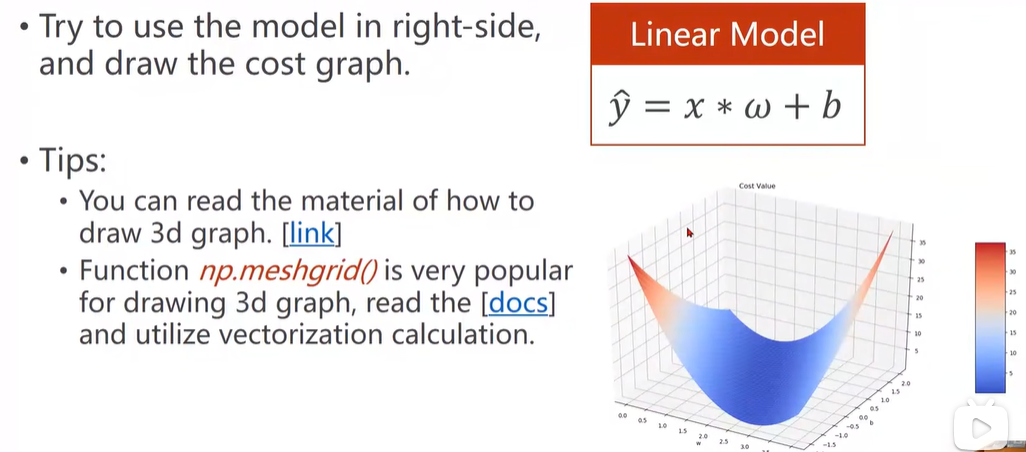 • Try to use the model in right-side,
and draw the cost graph.
Linear Model
ŷ = x ∗ ω + b
• Tips:
• You can read the material of how to
draw 3d graph. [link]
• Function np.meshgrid() is very popular
for drawing 3d graph, read the [docs]
and utilize vectorization calculation.
Cost Value
35
30
25
20
15
10
5
0.0 0.5 1.0 1.5 2.0 2.5 3.0
w
−1.5 −1.0 −0.5 0.0 0.5 1.0 1.5 2.0
b
35
30
25
20
15
10
5